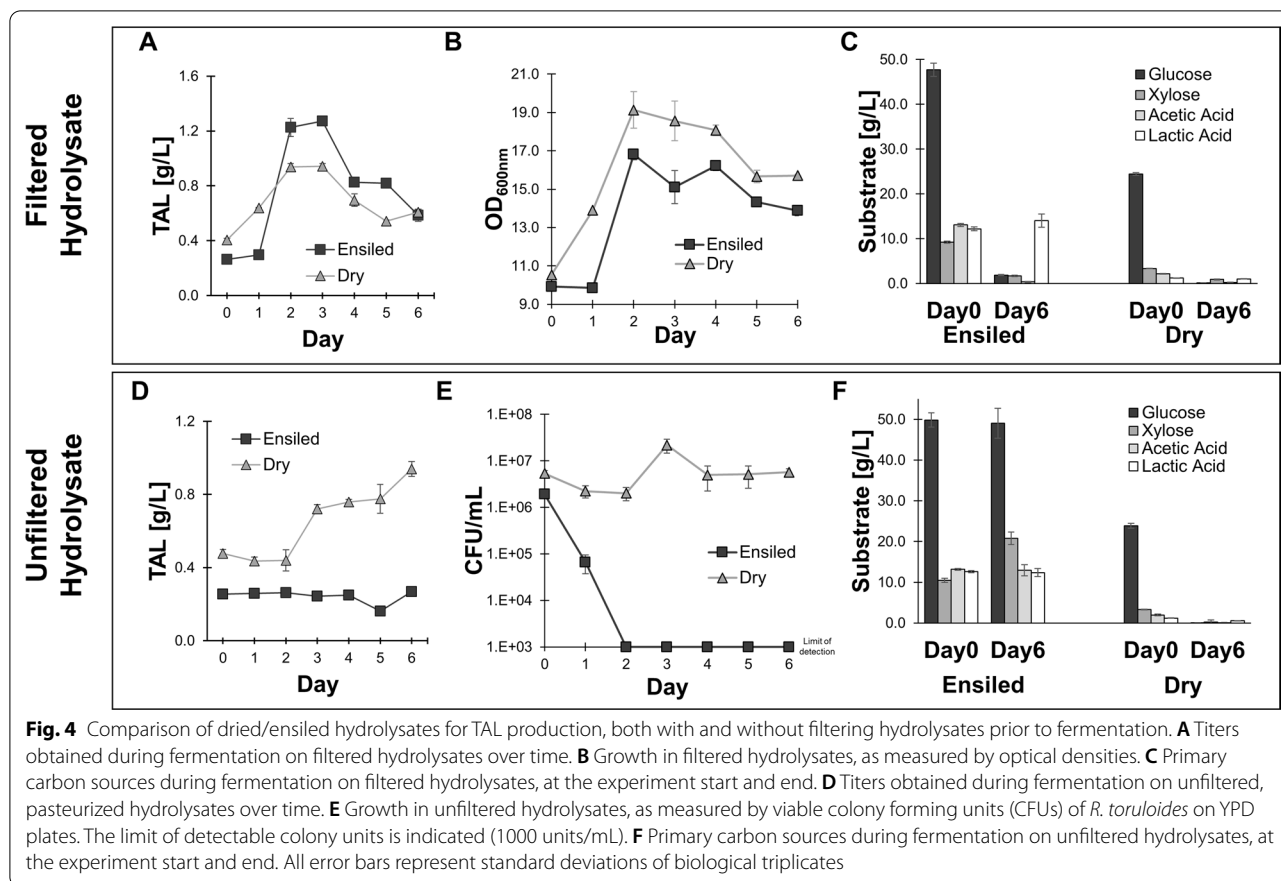 Filtered
Hydrolysate
A
TAL [g/L]
1.6
1.2
0.8
0.4
0.0
Ensiled
Dry
0 1 2 3 4 5 6
Day
B
OD600nm
21.0
19.0
17.0
15.0
13.0
11.0
9.0
Ensiled
Dry
0 1 2 3 4 5 6
Day
C
Substrate [g/L]
50.0
40.0
30.0
20.0
10.0
0.0
Glucose
Xylose
Acetic Acid
Lactic Acid
Day0 Day6 Day0 Day6
Ensiled Dry
Unfiltered
Hydrolysate
D
TAL [g/L]
1.2
0.8
0.4
0.0
Ensiled
Dry
0 1 2 3 4 5 6
Day
E
CFU/mL
1.E+08
1.E+07
1.E+06
1.E+05
1.E+04
1.E+03
Ensiled
Dry
Limit of
detection
0 1 2 3 4 5 6
Day
F
Substrate [g/L]
50.0
40.0
30.0
20.0
10.0
0.0
Glucose
Xylose
Acetic Acid
Lactic Acid
Day0 Day6 Day0 Day6
Ensiled Dry
Fig. 4 Comparison of dried/ensiled hydrolysates for TAL production, both with and without filtering hydrolysates prior to fermentation. A Titers
obtained during fermentation on filtered hydrolysates over time. B Growth in filtered hydrolysates, as measured by optical densities. C Primary
carbon sources during fermentation on filtered hydrolysates, at the experiment start and end. D Titers obtained during fermentation on unfiltered,
pasteurized hydrolysates over time. E Growth in unfiltered hydrolysates, as measured by viable colony forming units (CFUs) of R. toruloides on YPD
plates. The limit of detectable colony units is indicated (1000 units/mL). F Primary carbon sources during fermentation on unfiltered hydrolysates, at
the experiment start and end. All error bars represent standard deviations of biological triplicates